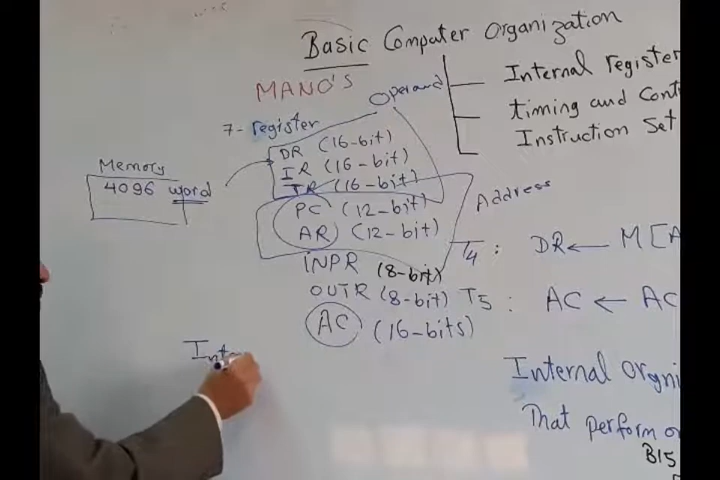 Basic Computer Organization
MANO'S
Internal register
timing and
Instruction Set
Operand
7- register
DR (16-bit)
IR (16-bit)
TR (16-bit)
PC (12-bit)
AR (12-bit)
INPR (8-bit)
OUTR (8-bit)
AC (16-bits)
Memory
4096 word
Address
T4 : DR ← M[A
T5 : AC ← AC
Internal
That perform
B15
Int